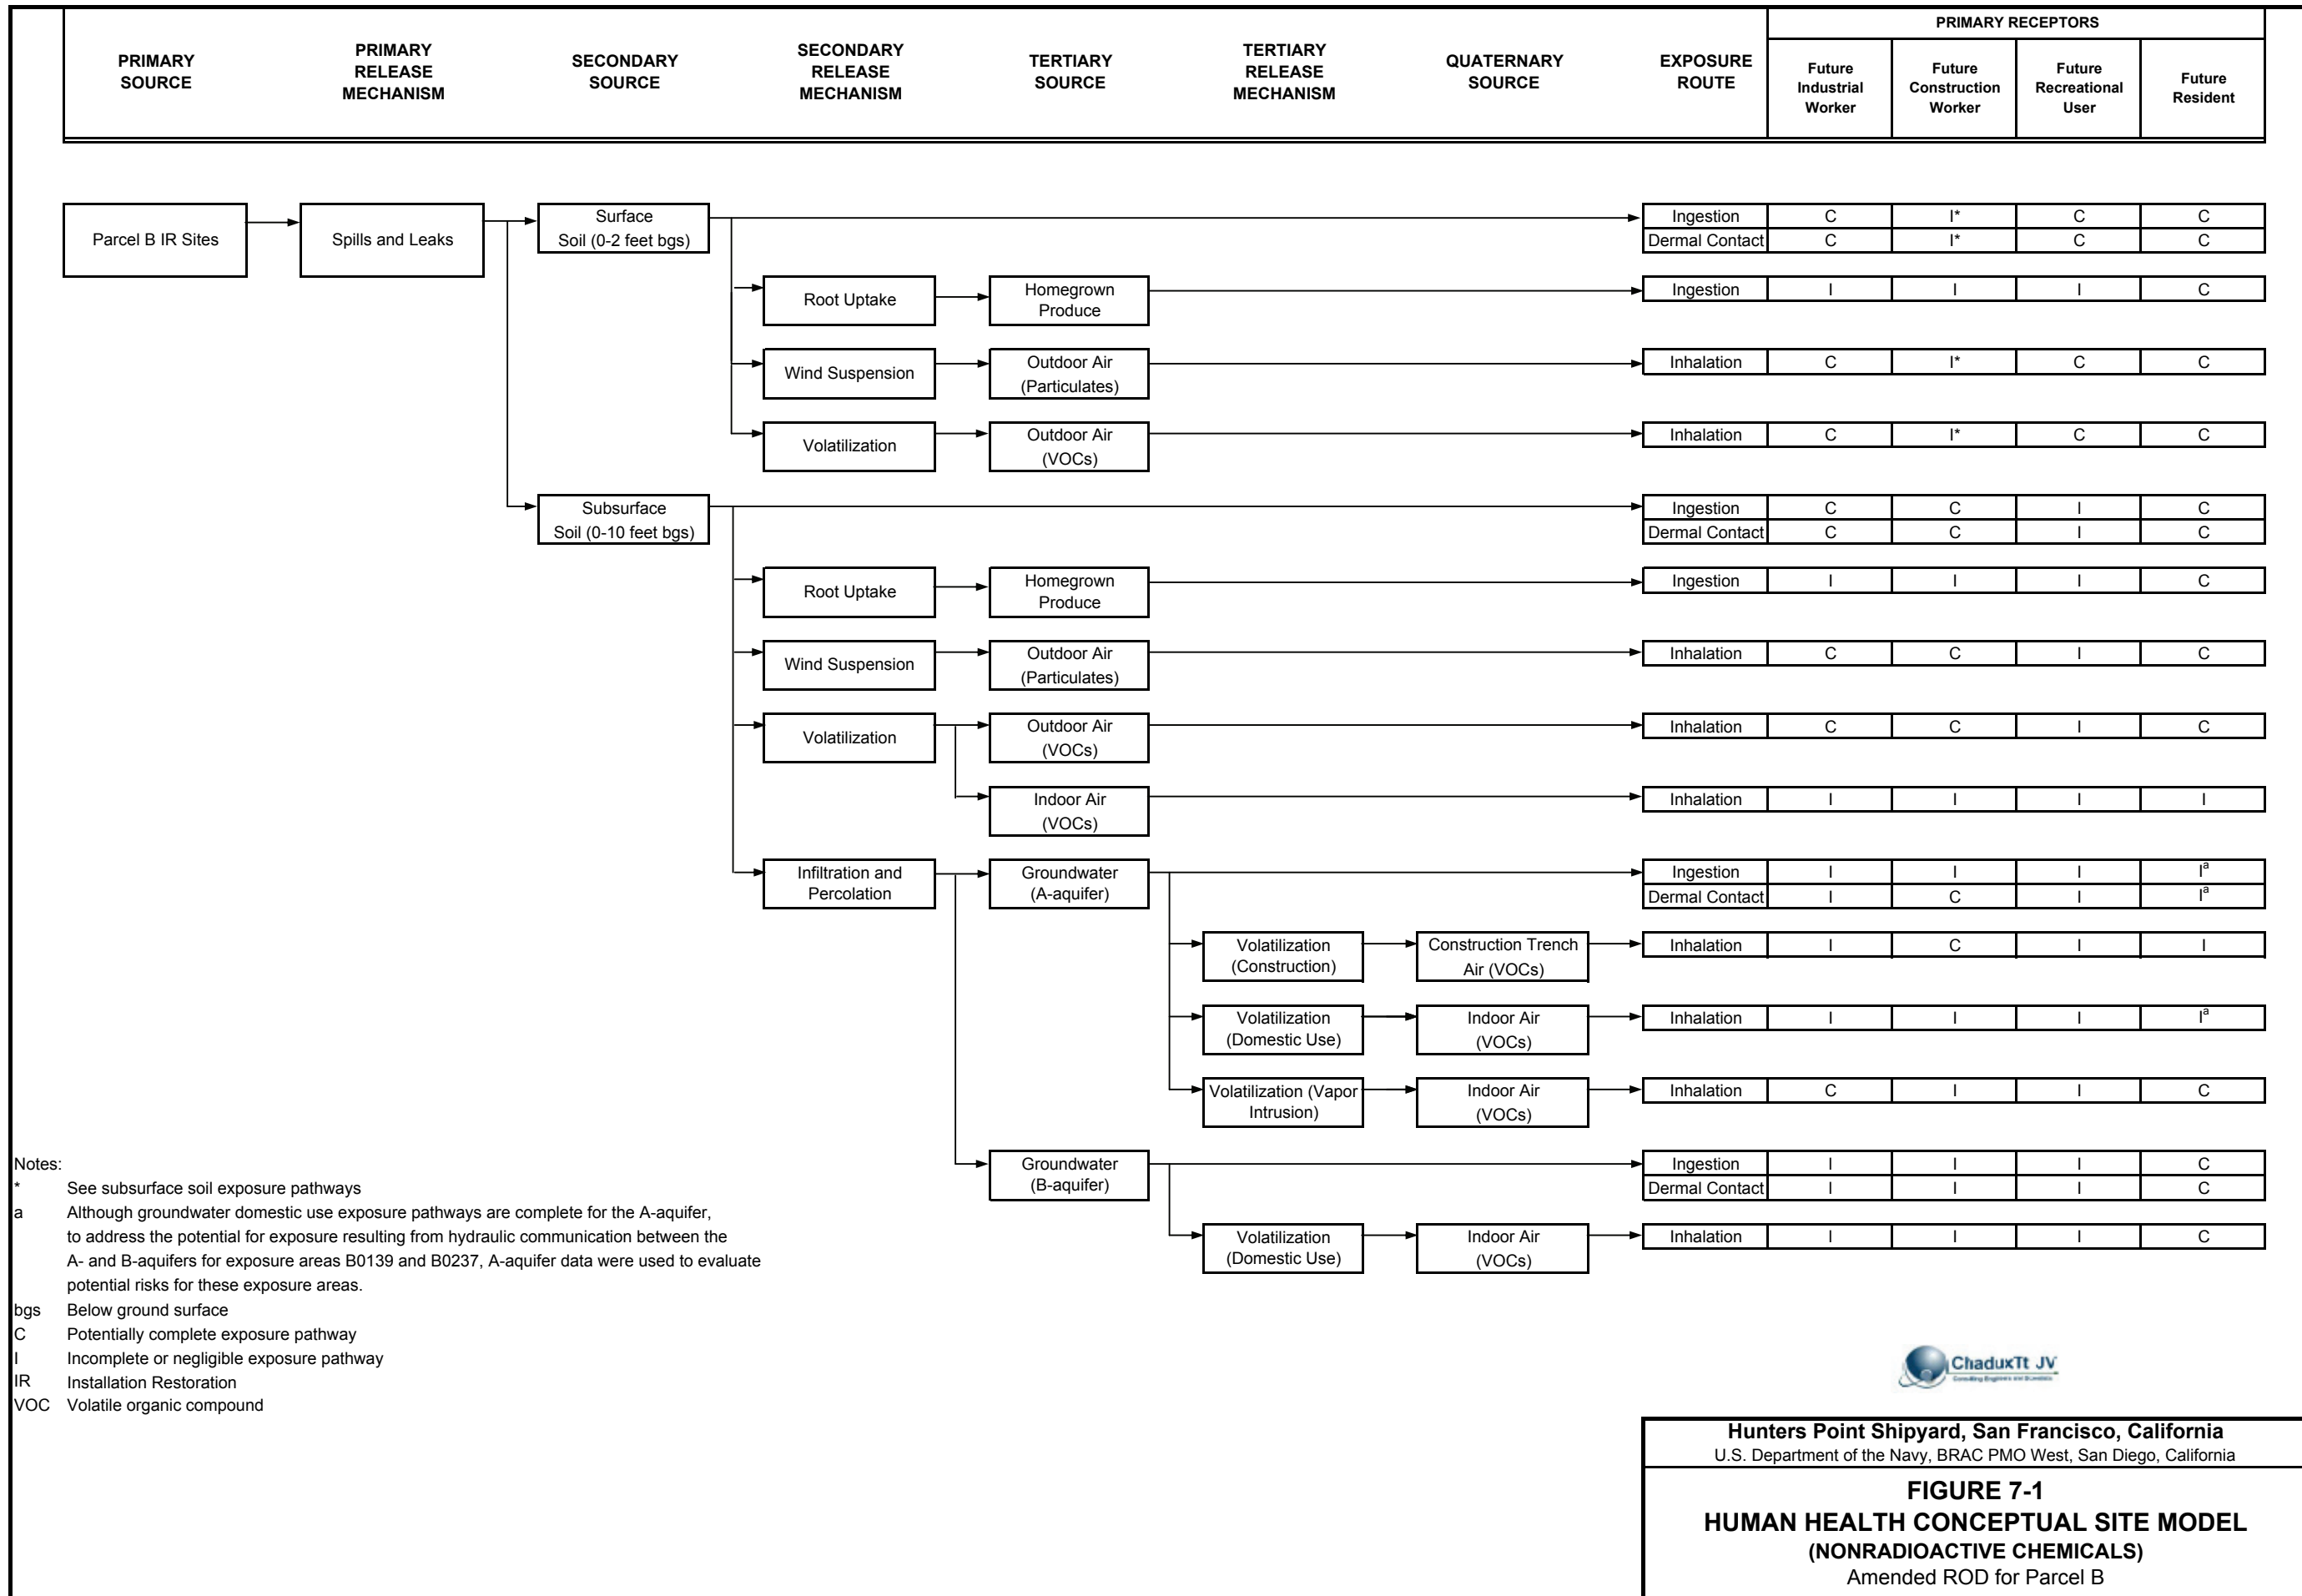 PRIMARY RECEPTORS
PRIMARY SOURCE
PRIMARY RELEASE MECHANISM
SECONDARY SOURCE
SECONDARY RELEASE MECHANISM
TERTIARY SOURCE
TERTIARY RELEASE MECHANISM
QUATERNARY SOURCE
EXPOSURE ROUTE
Future Industrial Worker
Future Construction Worker
Future Recreational User
Future Resident
Parcel B IR Sites
Spills and Leaks
Surface
Soil (0-2 feet bgs)
Ingestion C I* C C
Dermal Contact C I* C C
Root Uptake
Homegrown
Produce
Ingestion I I I C
Wind Suspension
Outdoor Air
(Particulates)
Inhalation C I* C C
Volatilization
Outdoor Air
(VOCs)
Inhalation C I* C C
Subsurface
Soil (0-10 feet bgs)
Ingestion C C I C
Dermal Contact C C I C
Root Uptake
Homegrown
Produce
Ingestion I I I C
Wind Suspension
Outdoor Air
(Particulates)
Inhalation C C I C
Volatilization
Outdoor Air
(VOCs)
Inhalation C C I C
Indoor Air
(VOCs)
Inhalation I I I I
Infiltration and
Percolation
Groundwater
(A-aquifer)
Ingestion I I I Iª
Dermal Contact I C I Iª
Volatilization
(Construction)
Construction Trench
Air (VOCs)
Inhalation I C I I
Volatilization
(Domestic Use)
Indoor Air
(VOCs)
Inhalation I I I Iª
Volatilization (Vapor
Intrusion)
Indoor Air
(VOCs)
Inhalation C I I C
Groundwater
(B-aquifer)
Ingestion I I I C
Dermal Contact I I I C
Volatilization
(Domestic Use)
Indoor Air
(VOCs)
Inhalation I I I C
Notes:
* See subsurface soil exposure pathways
a Although groundwater domestic use exposure pathways are complete for the A-aquifer,
to address the potential for exposure resulting from hydraulic communication between the
A- and B-aquifers for exposure areas B0139 and B0237, A-aquifer data were used to evaluate
potential risks for these exposure areas.
bgs Below ground surface
C Potentially complete exposure pathway
I Incomplete or negligible exposure pathway
IR Installation Restoration
VOC Volatile organic compound
ChaduxTt JV
Consulting Engineers and Scientists
Hunters Point Shipyard, San Francisco, California
U.S. Department of the Navy, BRAC PMO West, San Diego, California
FIGURE 7-1
HUMAN HEALTH CONCEPTUAL SITE MODEL
(NONRADIOACTIVE CHEMICALS)
Amended ROD for Parcel B